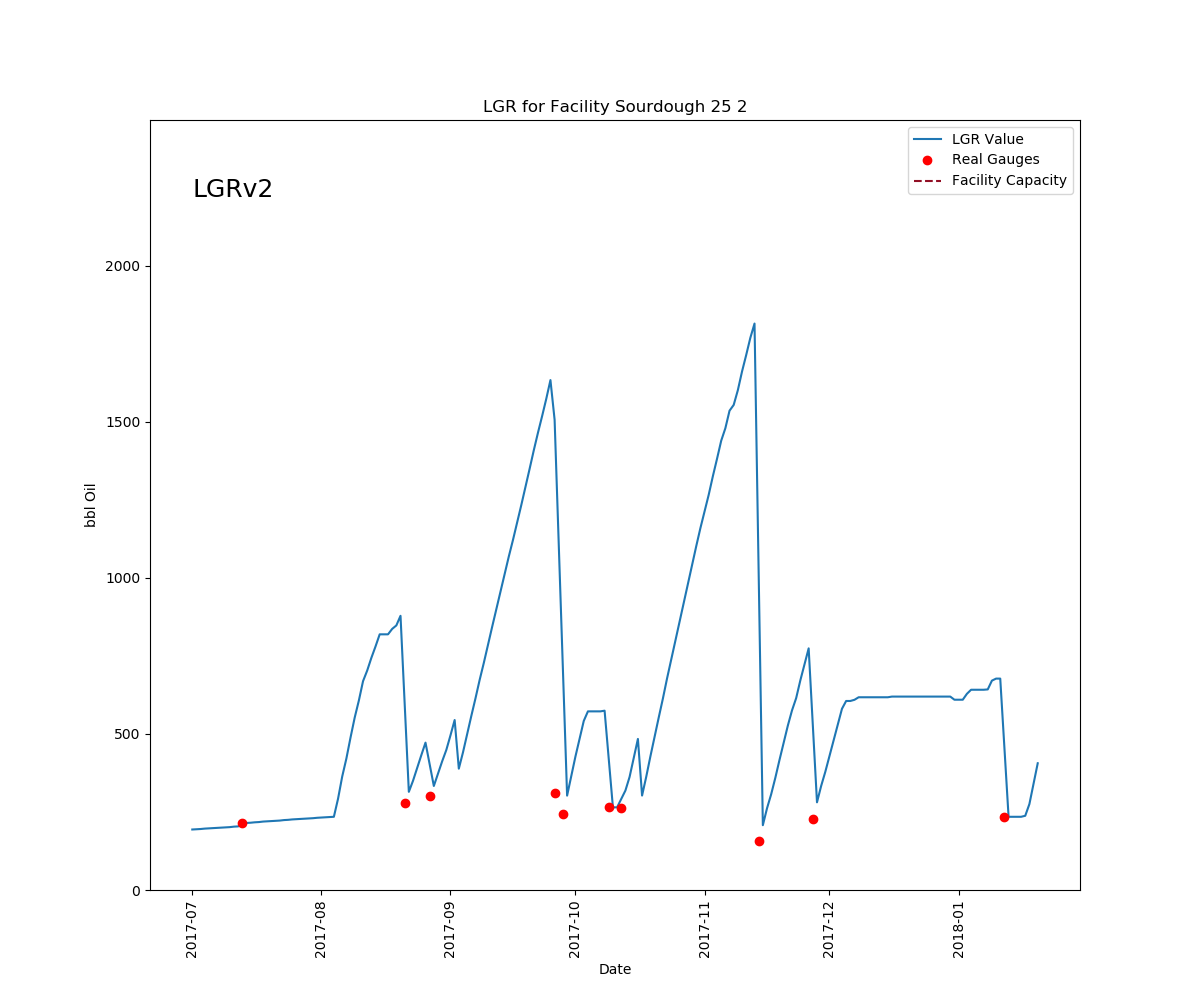 LGR for Facility Sourdough 25 2
LGRv2
LGR Value
Real Gauges
Facility Capacity
bbl Oil
2000
1500
1000
500
0
2017-07
2017-08
2017-09
2017-10
2017-11
2017-12
2018-01
Date